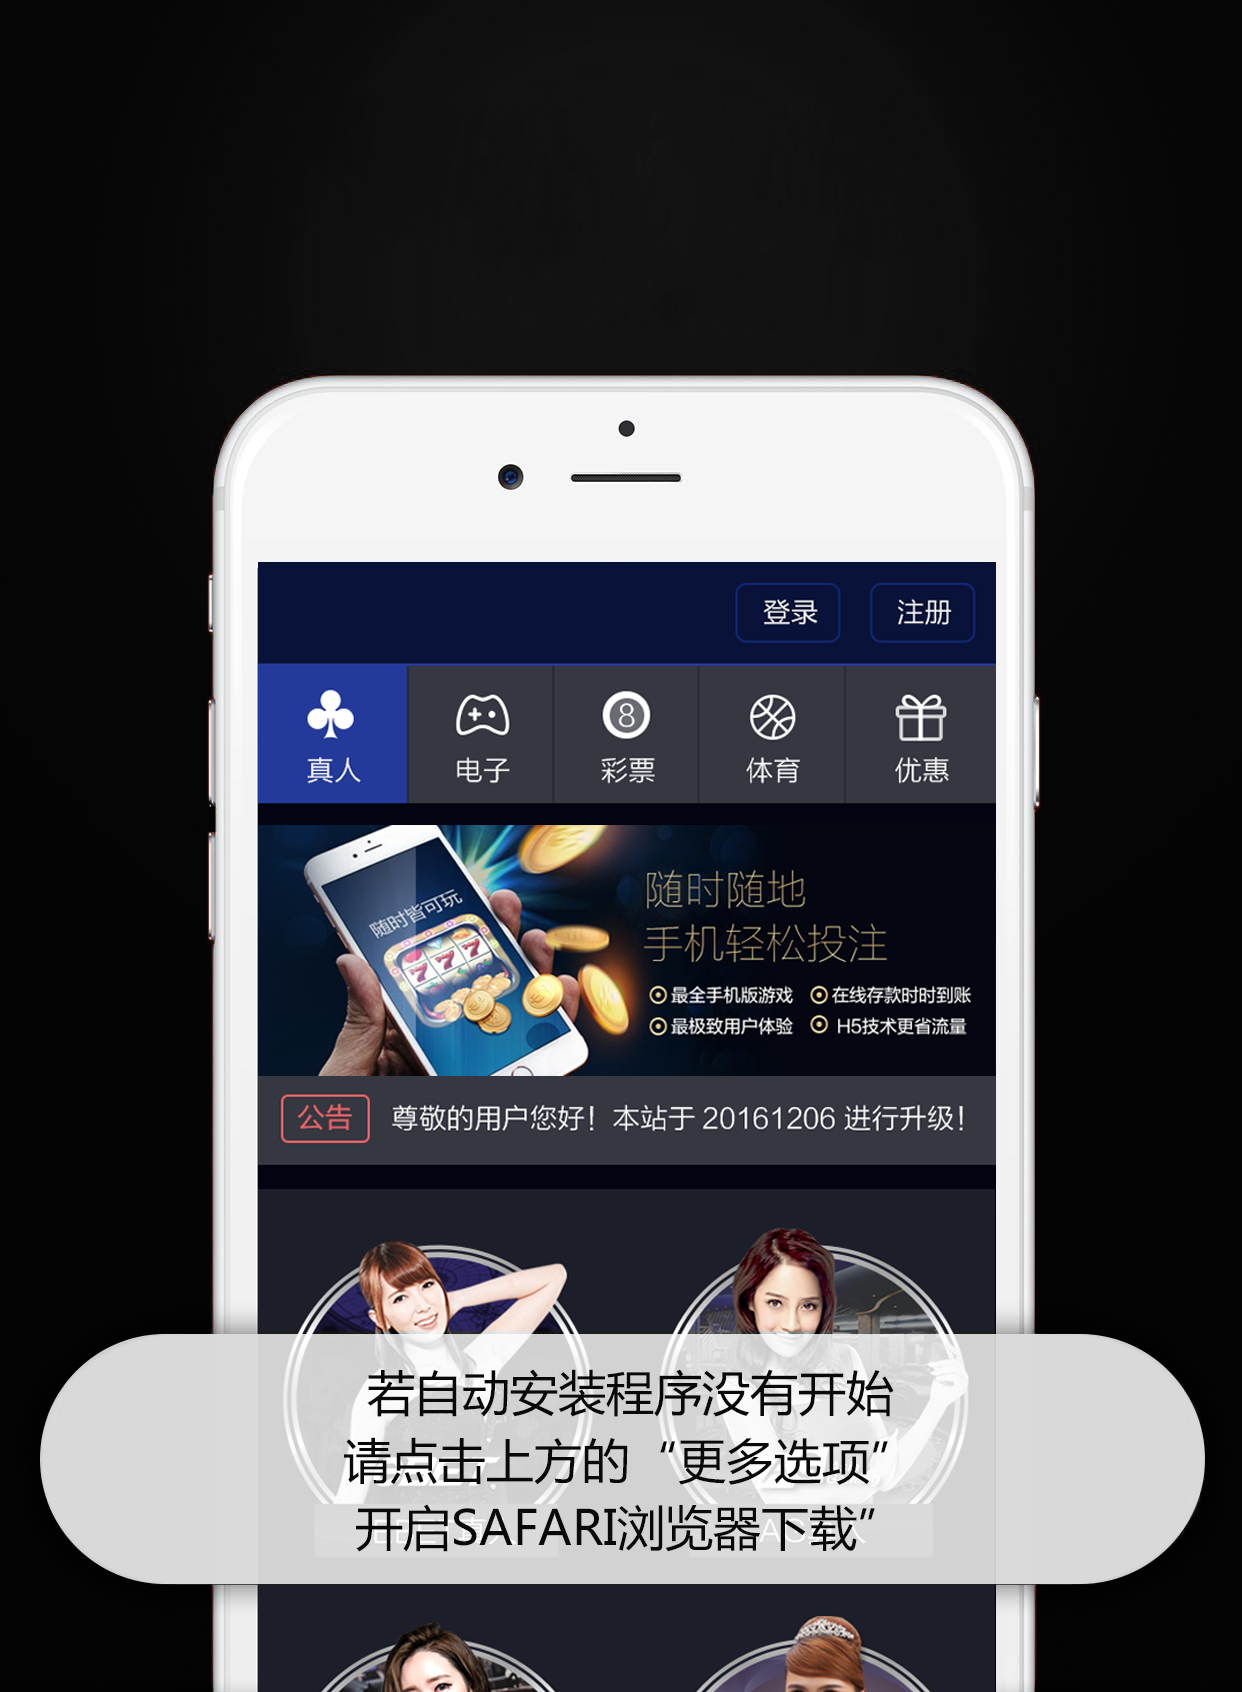 登录
注册
真人
电子
彩票
体育
优惠
随时皆可玩
777
随时随地
手机轻松投注
最全手机版游戏
在线存款时时到账
最极致用户体验
H5技术更省流量
公告
尊敬的用户您好！本站于 20161206 进行升级！
若自动安装程序没有开始
请点击上方的“更多选项”
开启SAFARI浏览器下载”